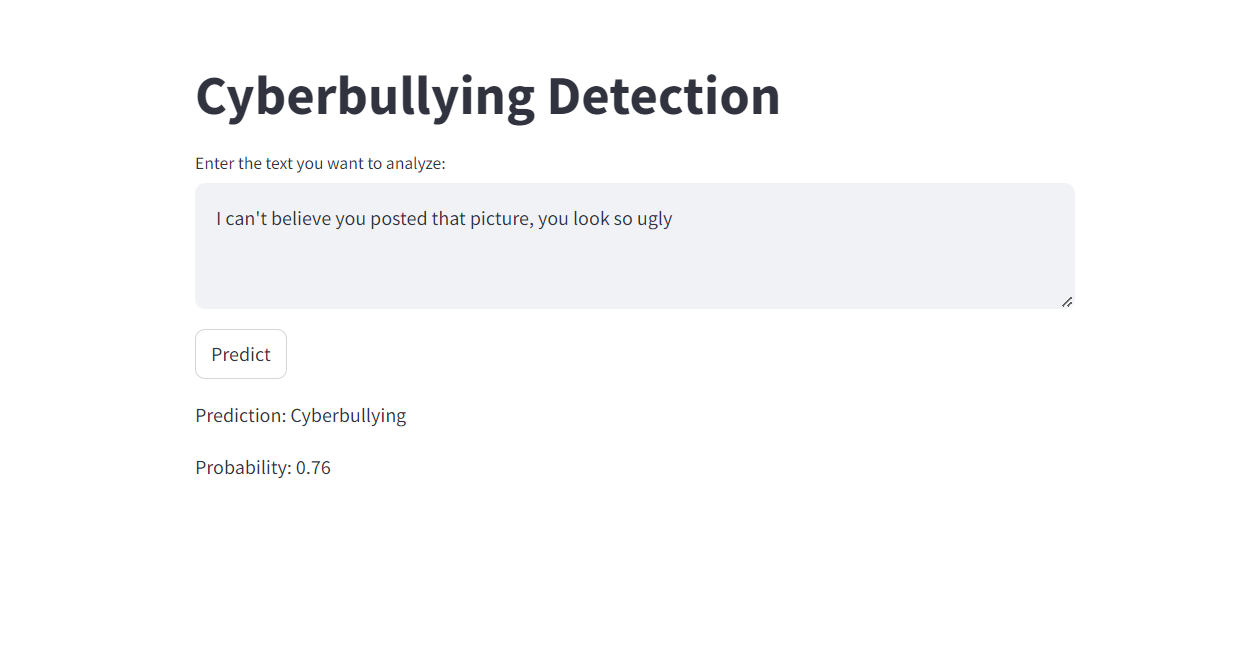 Cyberbullying Detection
Enter the text you want to analyze:
I can't believe you posted that picture, you look so ugly
Predict
Prediction: Cyberbullying
Probability: 0.76